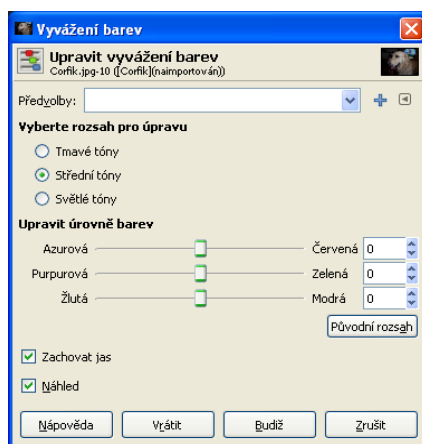 Vyvážení barev
Upravit vyvážení barev
Corfik.jpg-10 ([Corfik](naimportován))
Předvolby:
Vyberte rozsah pro úpravu
Tmavé tóny
Střední tóny
Světlé tóny
Upravit úrovně barev
Azurová Červená 0
Purpurová Zelená 0
Žlutá Modrá 0
Původní rozsah
Zachovat jas
Náhled
Nápověda Vrátit Budiž Zrušit